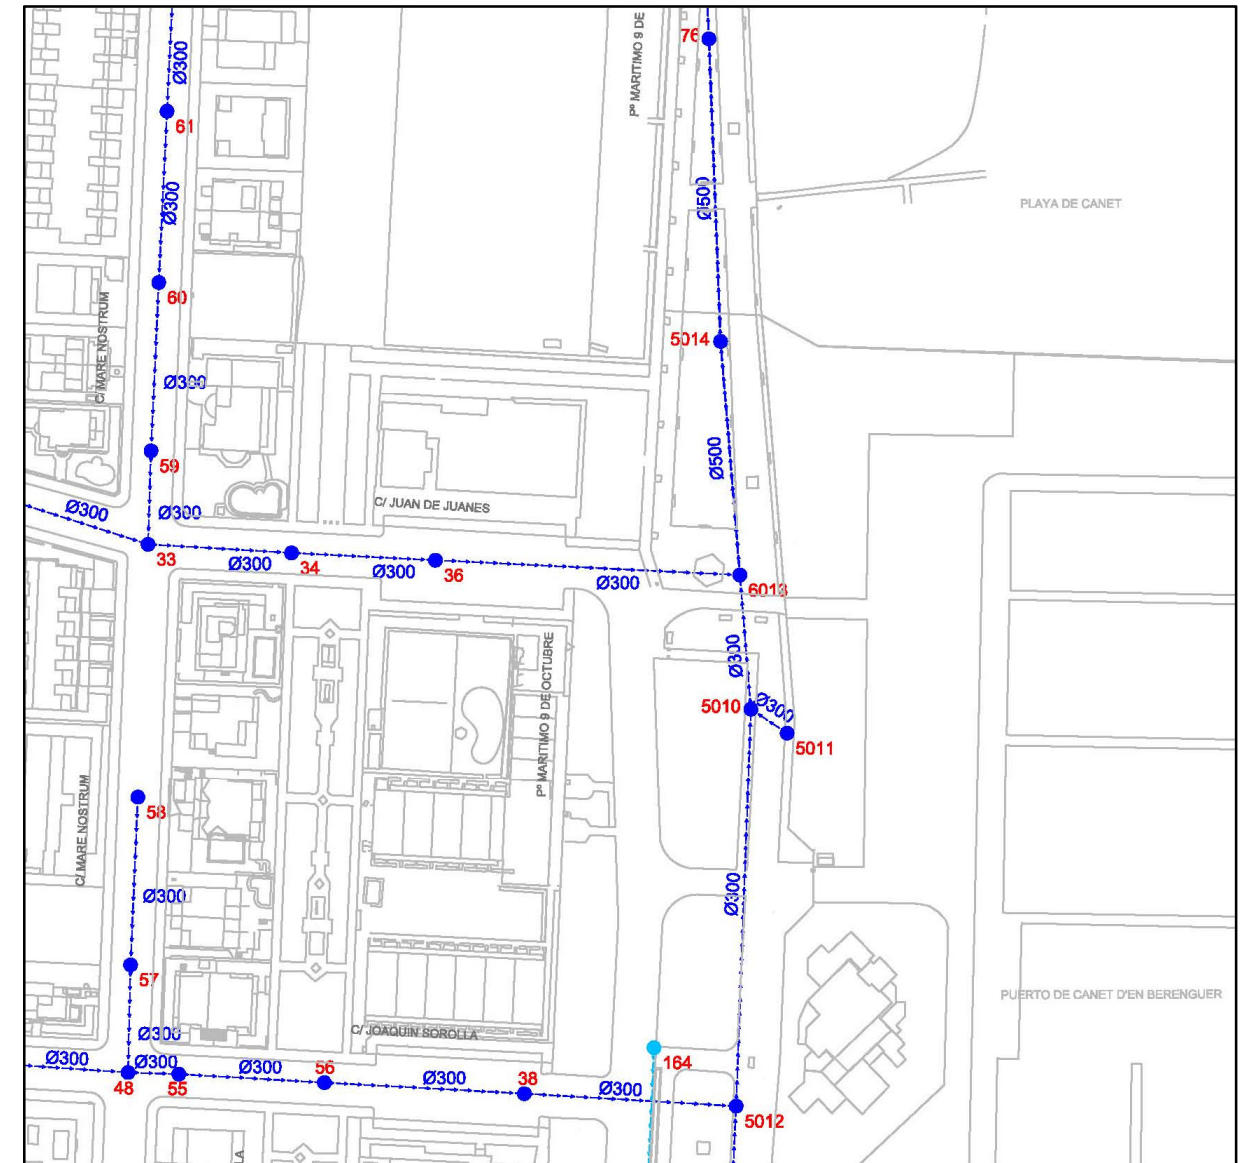 76
Pº MARITIMO 9 DE
Ø300
61
Ø300
Ø500
PLAYA DE CANET
60
C/ MARE NOSTRUM
5014
Ø300
Ø500
59
Ø300
Ø300
C/ JUAN DE JUANES
33
Ø300
34
Ø300
36
Ø300
6013
Ø300
Pº MARITIMO 9 DE OCTUBRE
5010
Ø300
5011
58
C/ MARE NOSTRUM
Ø300
Ø300
57
PUERTO DE CANET D'EN BERENGUER
Ø300
C/ JOAQUIN SOROLLA
Ø300
Ø300
48
55
Ø300
56
Ø300
38
Ø300
164
5012
LA